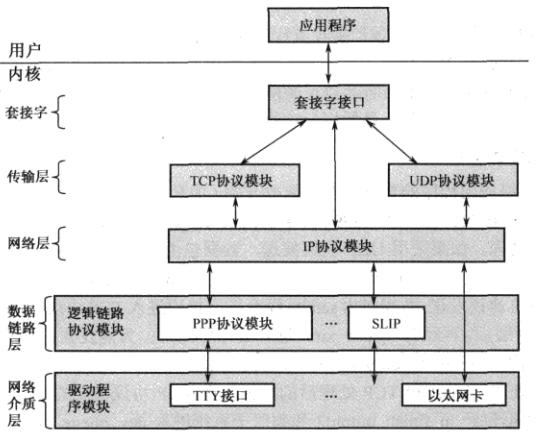 应用程序
用户
内核
套接字
套接字接口
传输层
TCP协议模块
UDP协议模块
网络层
IP协议模块
数据
链路
层
逻辑链路
协议模块
PPP协议模块
...
SLIP
网络
介质
层
驱动程
序模块
TTY接口
...
以太网卡